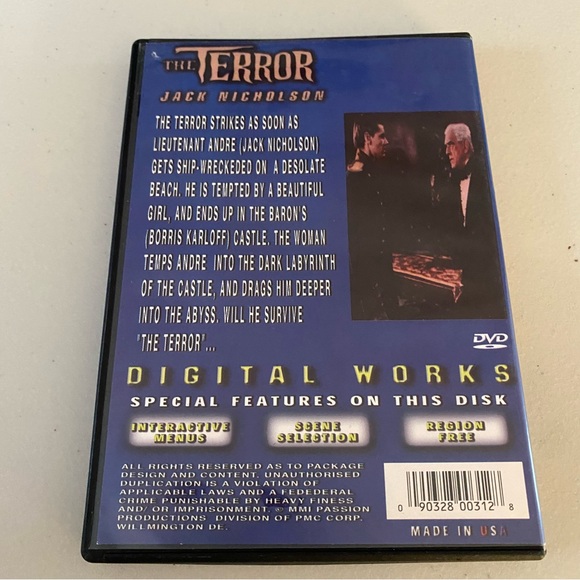 THE TERROR
JACK NICHOLSON
THE TERROR STRIKES AS SOON AS
LIEUTENANT ANDRE (JACK NICHOLSON)
GETS SHIP-WRECKEDED ON A DESOLATE
BEACH. HE IS TEMPTED BY A BEAUTIFUL
GIRL, AND ENDS UP IN THE BARON'S
(BORRIS KARLOFF) CASTLE. THE WOMAN
TEMPS ANDRE INTO THE DARK LABYRINTH
OF THE CASTLE, AND DRAGS HIM DEEPER
INTO THE ABYSS. WILL HE SURVIVE
"THE TERROR"...
DVD
DIGITAL WORKS
SPECIAL FEATURES ON THIS DISK
INTERACTIVE MENUS
SCENE SELECTION
REGION FREE
ALL RIGHTS RESERVED AS TO PACKAGE
DESIGN AND CONTENT. UNAUTHORISED
DUPLICATION IS A VIOLATION OF
APPLICABLE LAWS AND A FEDEDERAL
CRIME PUNISHABLE BY HEAVY FINESS
AND/ OR IMPRISONMENT. © MMI PASSION
PRODUCTIONS DIVISION OF PMC CORP.
WILLMINGTON DE.
0 90328 00312 8
MADE IN USA